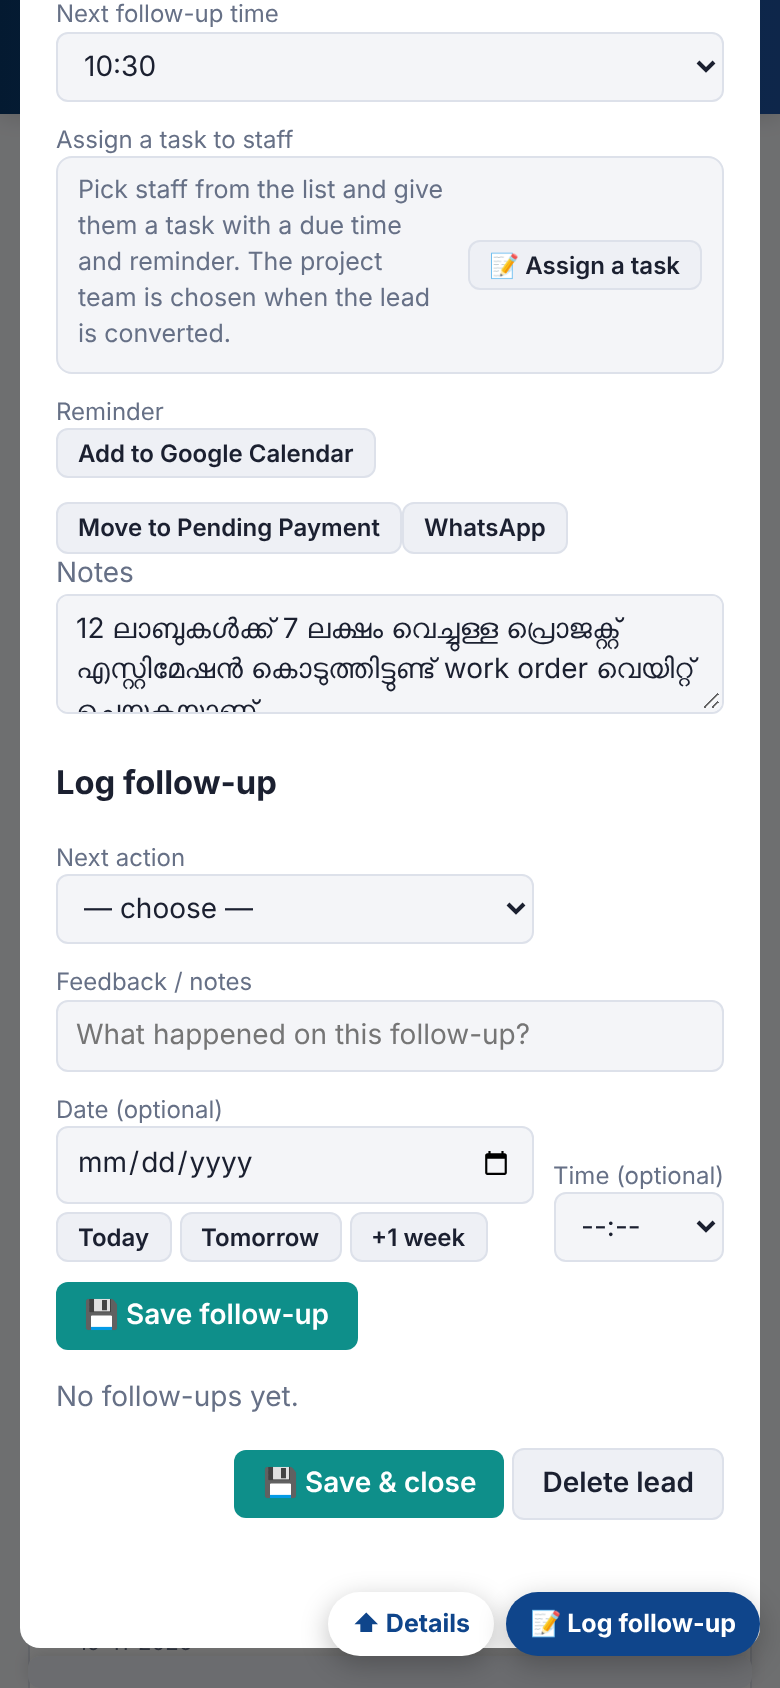 Next follow-up time
10:30
Assign a task to staff
Pick staff from the list and give
them a task with a due time
and reminder. The project
team is chosen when the lead
is converted.
📝 Assign a task
Reminder
Add to Google Calendar
Move to Pending Payment WhatsApp
Notes
12 ലാബുകൾക്ക് 7 ലക്ഷം വെച്ചുള്ള പ്രൊജക്റ്റ്
എസ്റ്റിമേഷൻ കൊടുത്തിട്ടുണ്ട് work order വെയിറ്റ്
Log follow-up
Next action
— choose —
Feedback / notes
What happened on this follow-up?
Date (optional)
mm/dd/yyyy
Time (optional)
--:--
Today Tomorrow +1 week
💾 Save follow-up
No follow-ups yet.
💾 Save & close Delete lead
⬆ Details 📝 Log follow-up